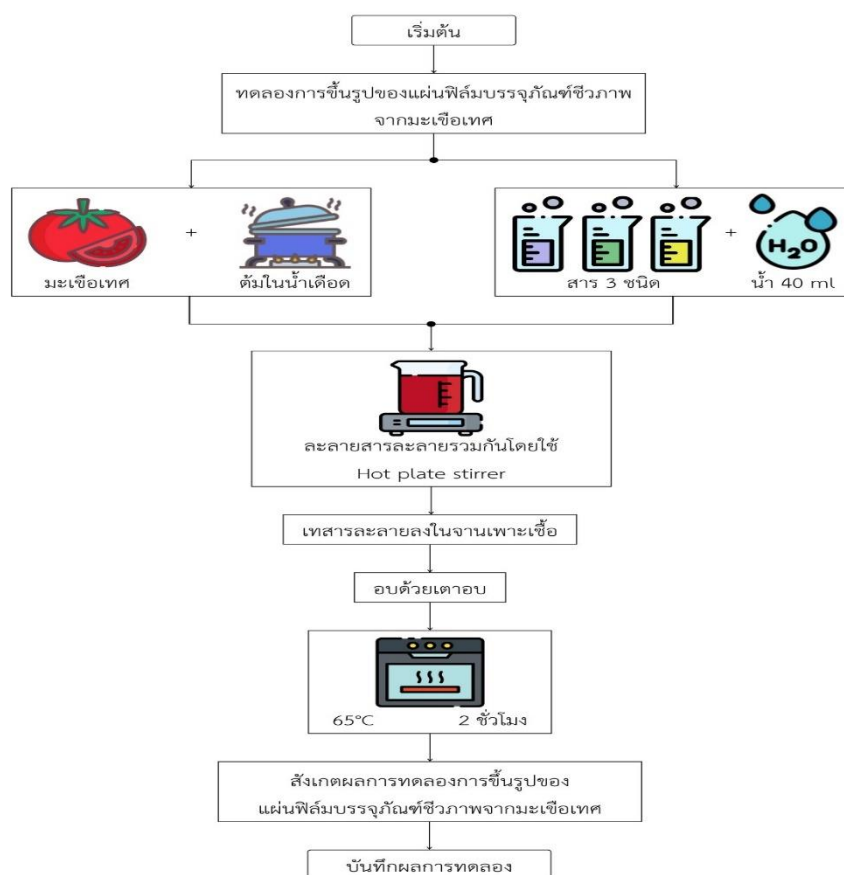 เริ่มต้น
ทดลองการขึ้นรูปของแผ่นฟิล์มบรรจุภัณฑ์ชีวภาพ
จากมะเขือเทศ
+
+
H₂O
มะเขือเทศ
ต้มในน้ำเดือด
สาร 3 ชนิด
น้ำ 40 ml
ละลายสารละลายรวมกันโดยใช้
Hot plate stirrer
เทสารละลายลงในจานเพาะเชื้อ
อบด้วยเตาอบ
65°C
2 ชั่วโมง
สังเกตผลการทดลองการขึ้นรูปของ
แผ่นฟิล์มบรรจุภัณฑ์ชีวภาพจากมะเขือเทศ
บันทึกผลการทดลอง